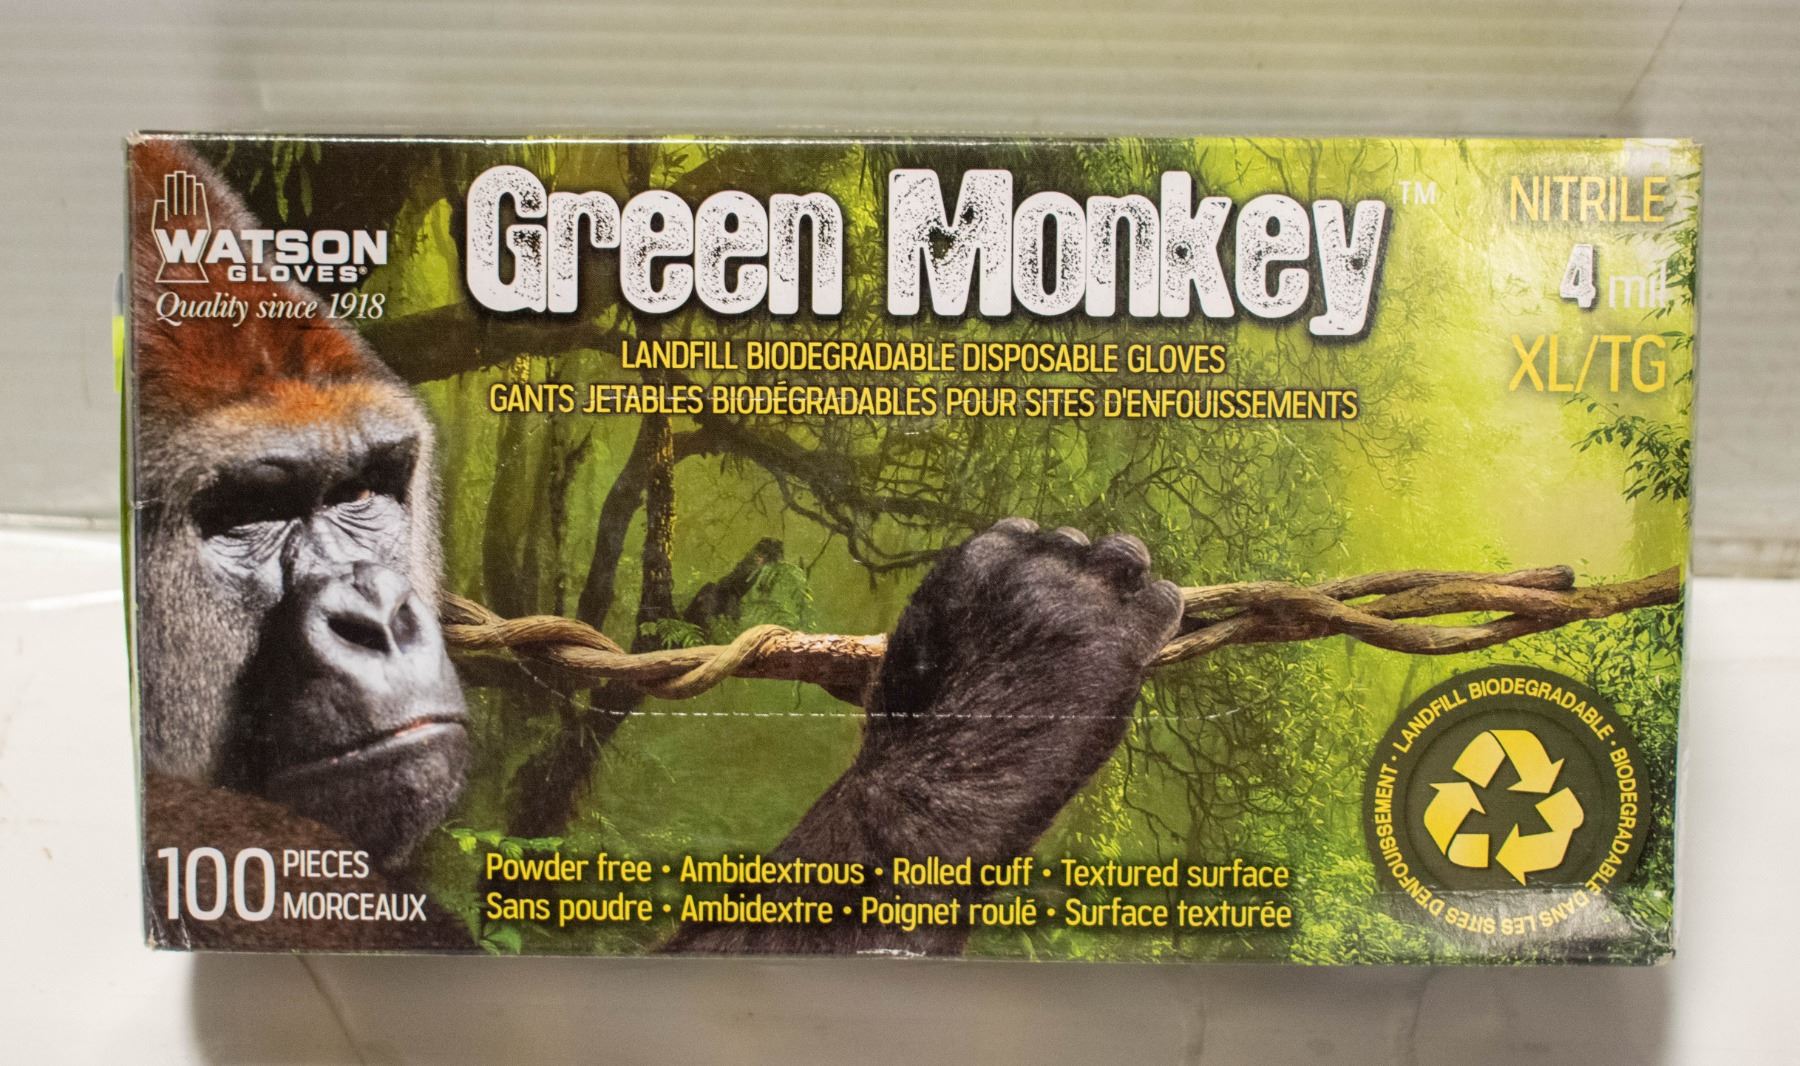 WATSON
GLOVES®
Quality since 1918
Green Monkey™
NITRILE
4 mil
XL/TG
LANDFILL BIODEGRADABLE DISPOSABLE GLOVES
GANTS JETABLES BIODÉGRADABLES POUR SITES D'ENFOUISSEMENTS
100 PIECES
MORCEAUX
Powder free • Ambidextrous • Rolled cuff • Textured surface
Sans poudre • Ambidextre • Poignet roulé • Surface texturée
LANDFILL BIODEGRADABLE • BIODEGRADABLE DANS LES SITES D'ENFOUISSEMENT •